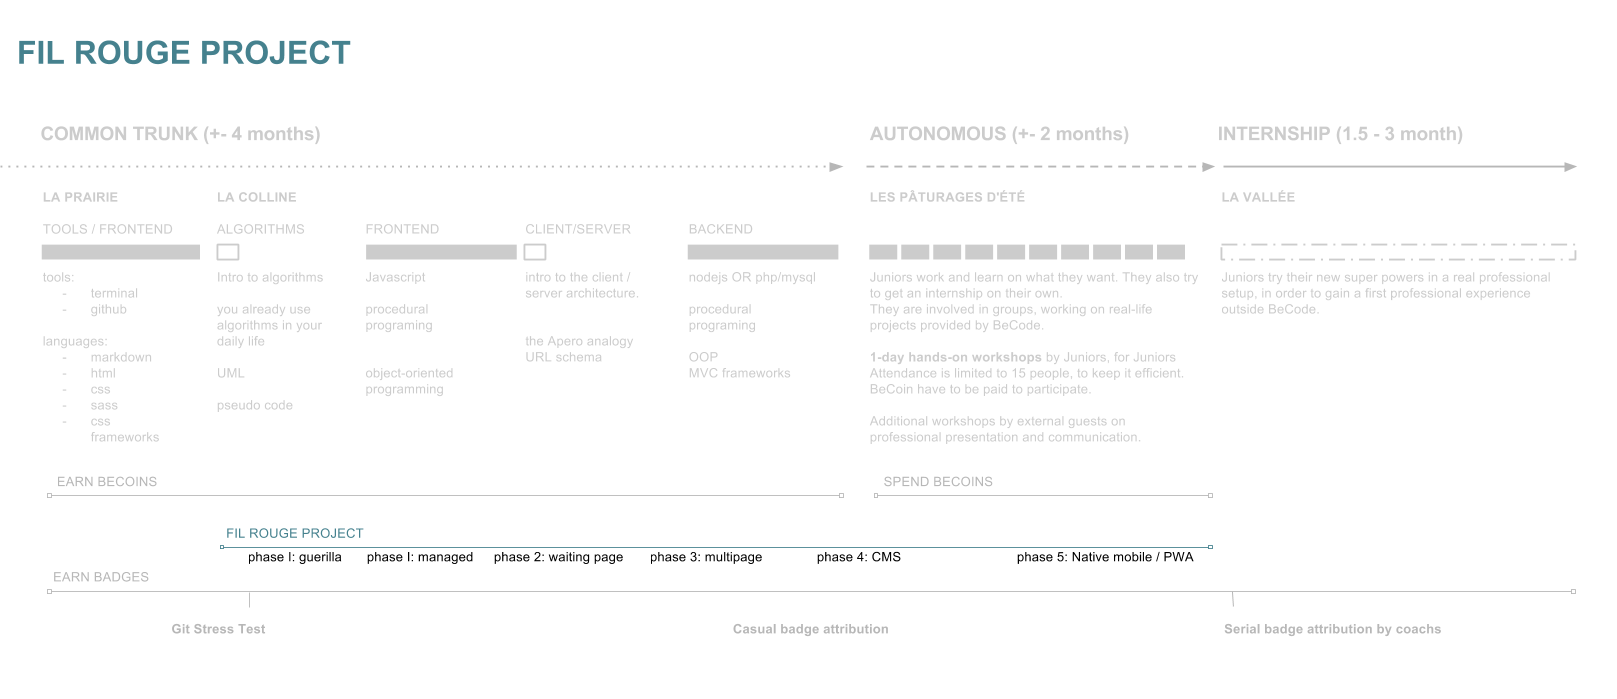 FIL ROUGE PROJECT
COMMON TRUNK (+- 4 months)
AUTONOMOUS (+- 2 months)
INTERNSHIP (1.5 - 3 month)
LA PRAIRIE
LA COLLINE
LES PÂTURAGES D'ÉTÉ
LA VALLÉE
TOOLS / FRONTEND
tools:
- terminal
- github
languages:
- markdown
- html
- css
- sass
- css
frameworks
ALGORITHMS
Intro to algorithms
you already use
algorithms in your
daily life
UML
pseudo code
FRONTEND
Javascript
procedural
programing
object-oriented
programming
CLIENT/SERVER
intro to the client /
server architecture.
the Apero analogy
URL schema
BACKEND
nodejs OR php/mysql
procedural
programing
OOP
MVC frameworks
Juniors work and learn on what they want. They also try
to get an internship on their own.
They are involved in groups, working on real-life
projects provided by BeCode.
1-day hands-on workshops by Juniors, for Juniors
Attendance is limited to 15 people, to keep it efficient.
BeCoin have to be paid to participate.
Additional workshops by external guests on
professional presentation and communication.
Juniors try their new super powers in a real professional
setup, in order to gain a first professional experience
outside BeCode.
EARN BECOINS
SPEND BECOINS
FIL ROUGE PROJECT
phase I: guerilla
phase I: managed
phase 2: waiting page
phase 3: multipage
phase 4: CMS
phase 5: Native mobile / PWA
EARN BADGES
Git Stress Test
Casual badge attribution
Serial badge attribution by coachs